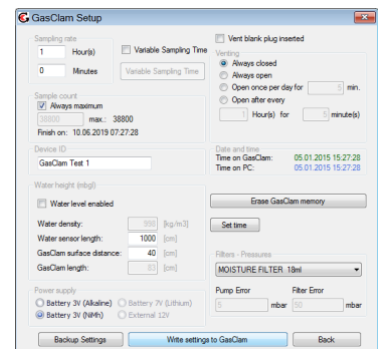 GasClam Setup
Sampling rate
1 Hour(s)
Variable Sampling Time
0 Minutes
Variable Sampling Time
Sample count
Always maximum
38800 max.: 38800
Finish on: 10.06.2019 07:27:28
Device ID
GasClam Test 1
Water height (mbgl)
Water level enabled
Water density: 998 [kg/m3]
Water sensor length: 1000 [cm]
GasClam surface distance: 40 [cm]
GasClam length: 83 [cm]
Power supply
Battery 3V (Alkaline) Battery 7V (Lithium)
Battery 3V (NiMh) External 12V
Vent blank plug inserted
Venting
Always closed
Always open
Open once per day for 5 min.
Open after every
1 Hour(s) for 5 minute(s)
Date and time
Time on GasClam: 05.01.2015 15:27:28
Time on PC: 05.01.2015 15:27:28
Erase GasClam memory
Set time
Filters - Pressures
MOISTURE FILTER 18ml
Pump Error Filter Error
5 mbar 50 mbar
Backup Settings Write settings to GasClam Back